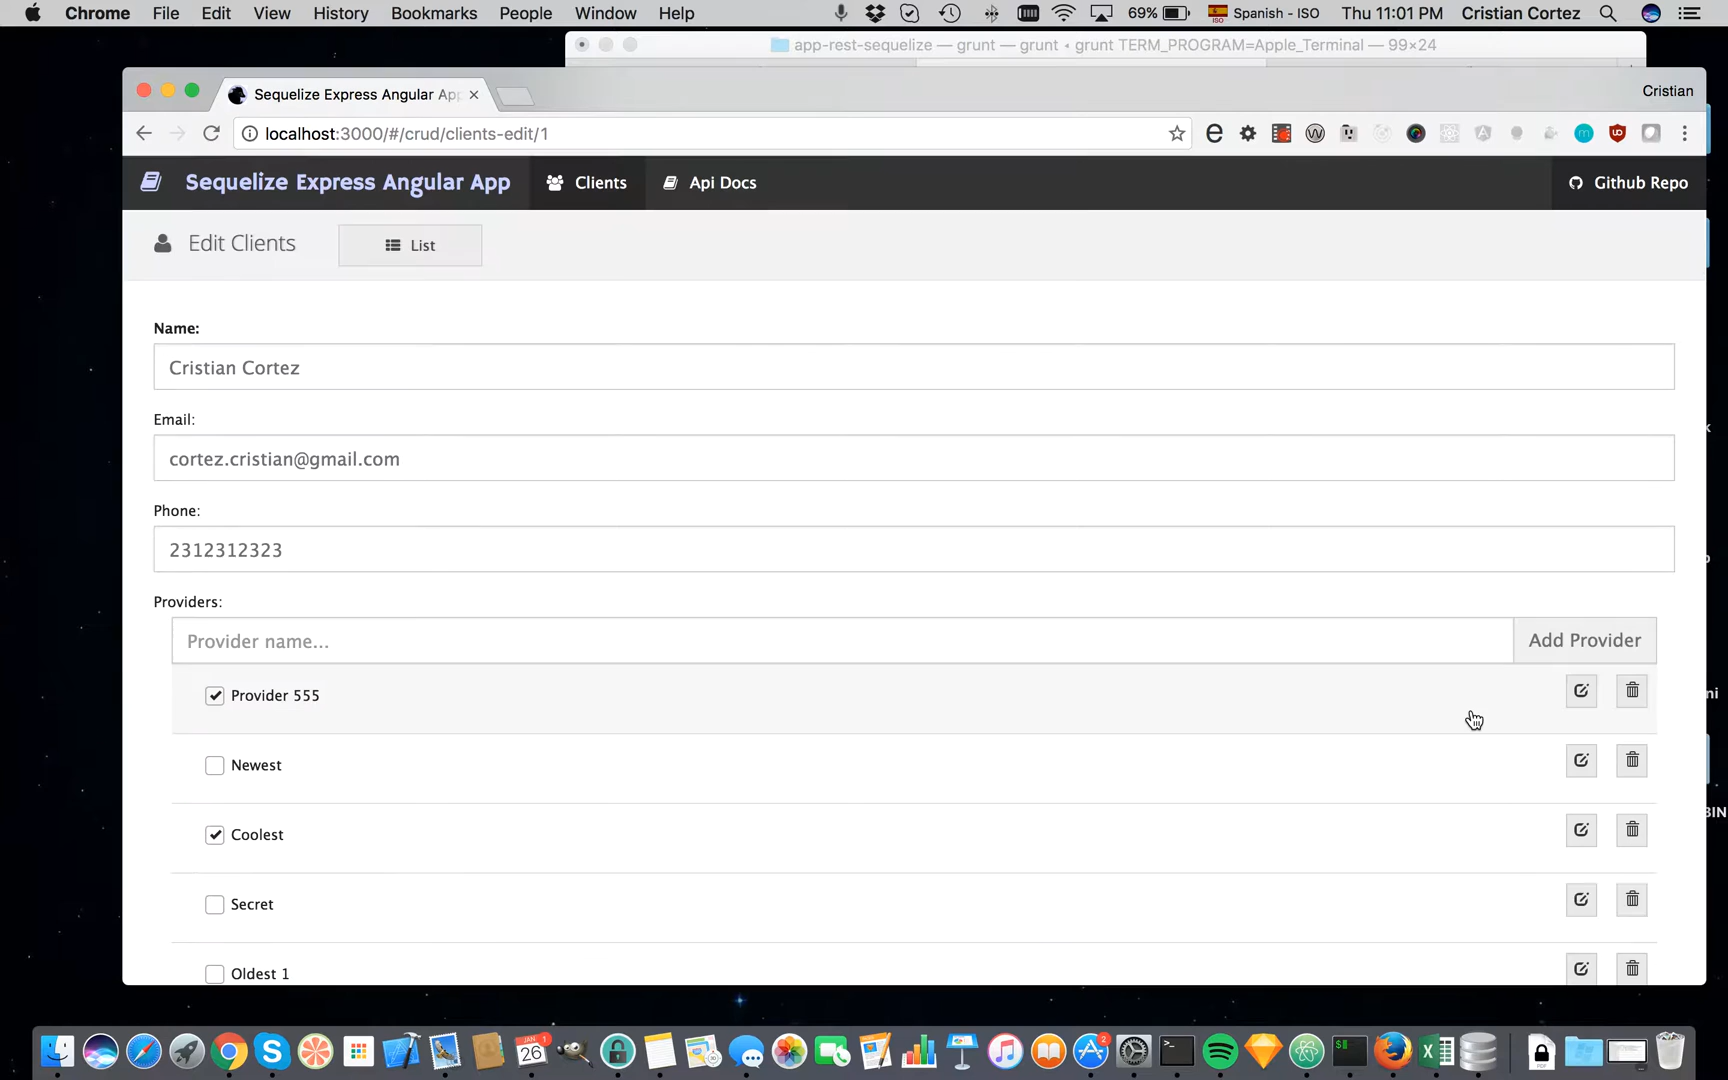 Chrome File Edit View History Bookmarks People Window Help 69% Spanish - ISO Thu 11:01 PM Cristian Cortez
app-rest-sequelize — grunt — grunt ◂ grunt TERM_PROGRAM=Apple_Terminal — 99×24
Sequelize Express Angular App
Cristian
localhost:3000/#/crud/clients-edit/1
Sequelize Express Angular App Clients Api Docs Github Repo
Edit Clients List
Name:
Cristian Cortez
Email:
cortez.cristian@gmail.com
Phone:
2312312323
Providers:
Provider name... Add Provider
Provider 555
Newest
Coolest
Secret
Oldest 1